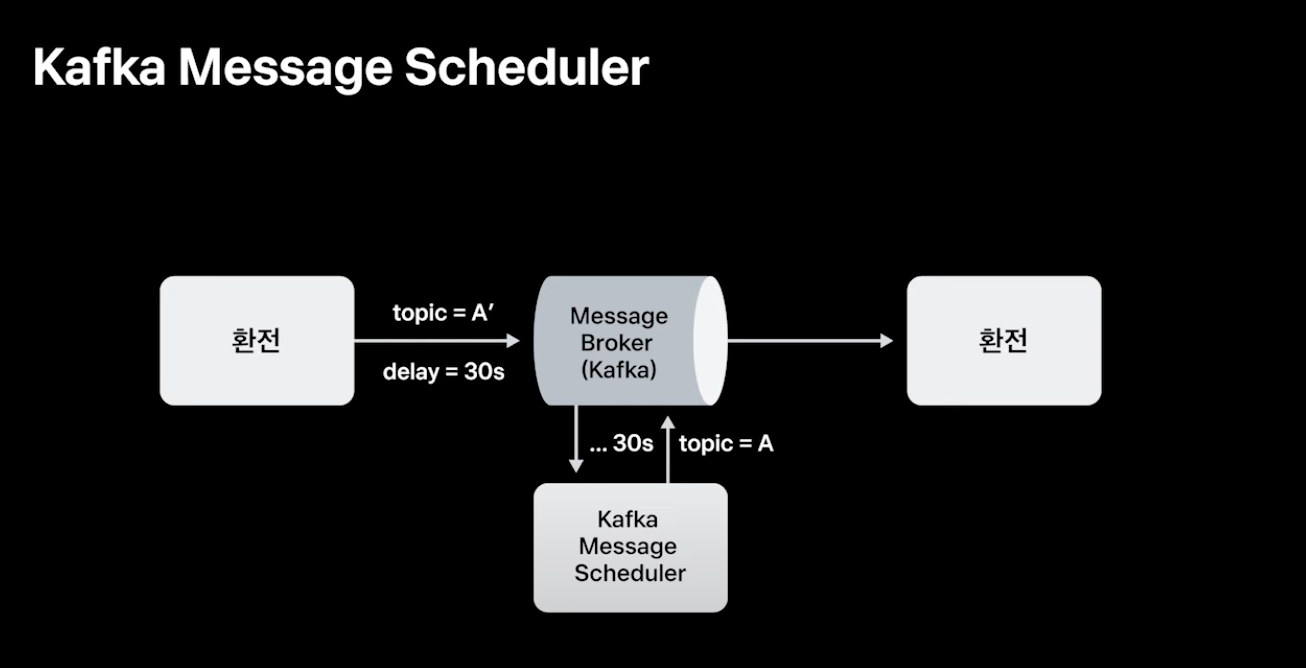 Kafka Message Scheduler
환전
topic = A′
delay = 30s
Message
Broker
(Kafka)
환전
... 30s
topic = A
Kafka
Message
Scheduler